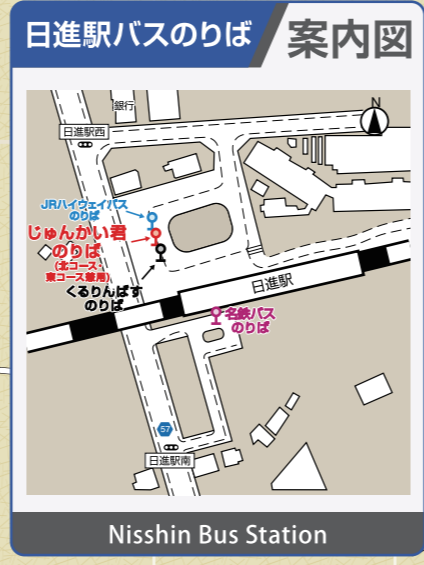 日進駅バスのりば
案内図
銀行
N
日進駅西
JRハイウェイバス
のりば
じゅんかい君
のりば
(北コース・
東コース兼用)
くるりんばす
のりば
日進駅
名鉄バス
のりば
57
日進駅南
Nisshin Bus Station